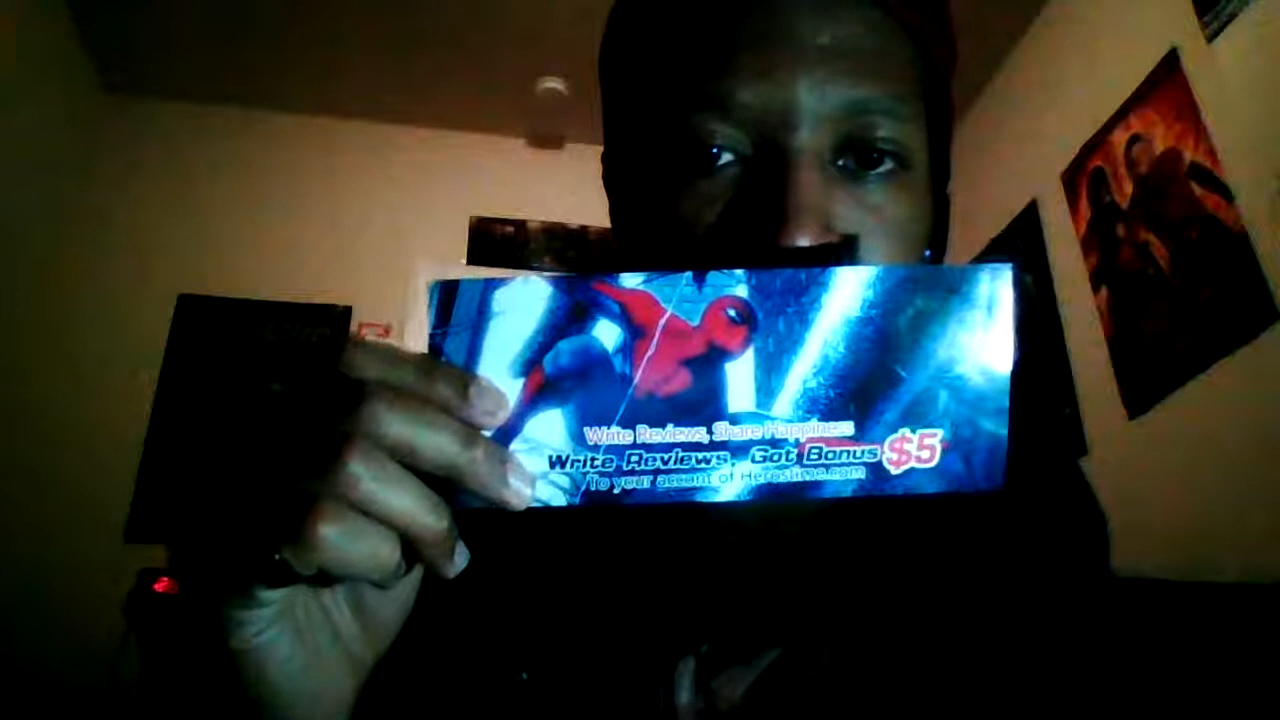 Write Reviews, Share Happiness
Write Reviews, Got Bonus $5
To your accont of Herostime.com